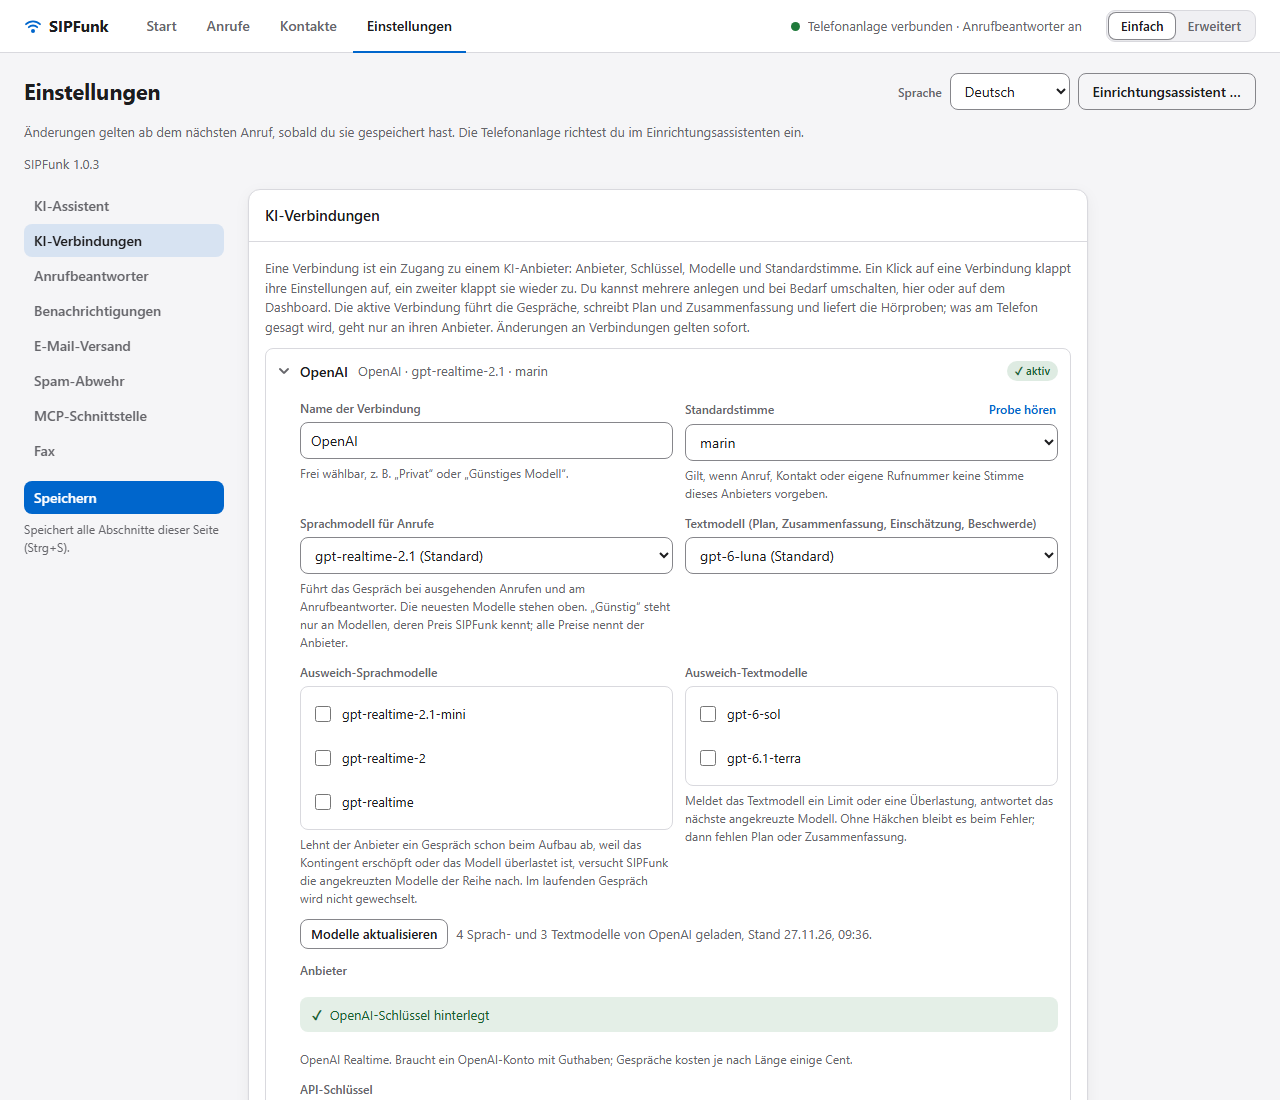 SIPFunk
Start
Anrufe
Kontakte
Einstellungen
Telefonanlage verbunden · Anrufbeantworter an
Einfach
Erweitert
Einstellungen
Sprache
Deutsch
Einrichtungsassistent ...
Änderungen gelten ab dem nächsten Anruf, sobald du sie gespeichert hast. Die Telefonanlage richtest du im Einrichtungsassistenten ein.
SIPFunk 1.0.3
KI-Assistent
KI-Verbindungen
Anrufbeantworter
Benachrichtigungen
E-Mail-Versand
Spam-Abwehr
MCP-Schnittstelle
Fax
Speichern
Speichert alle Abschnitte dieser Seite
(Strg+S).
KI-Verbindungen
Eine Verbindung ist ein Zugang zu einem KI-Anbieter: Anbieter, Schlüssel, Modelle und Standardstimme. Ein Klick auf eine Verbindung klappt
ihre Einstellungen auf, ein zweiter klappt sie wieder zu. Du kannst mehrere anlegen und bei Bedarf umschalten, hier oder auf dem
Dashboard. Die aktive Verbindung führt die Gespräche, schreibt Plan und Zusammenfassung und liefert die Hörproben; was am Telefon
gesagt wird, geht nur an ihren Anbieter. Änderungen an Verbindungen gelten sofort.
OpenAI
OpenAI · gpt-realtime-2.1 · marin
✓ aktiv
Name der Verbindung
OpenAI
Frei wählbar, z. B. „Privat“ oder „Günstiges Modell“.
Standardstimme
Probe hören
marin
Gilt, wenn Anruf, Kontakt oder eigene Rufnummer keine Stimme
dieses Anbieters vorgeben.
Sprachmodell für Anrufe
gpt-realtime-2.1 (Standard)
Führt das Gespräch bei ausgehenden Anrufen und am
Anrufbeantworter. Die neuesten Modelle stehen oben. „Günstig“ steht
nur an Modellen, deren Preis SIPFunk kennt; alle Preise nennt der
Anbieter.
Textmodell (Plan, Zusammenfassung, Einschätzung, Beschwerde)
gpt-6-luna (Standard)
Ausweich-Sprachmodelle
gpt-realtime-2.1-mini
gpt-realtime-2
gpt-realtime
Lehnt der Anbieter ein Gespräch schon beim Aufbau ab, weil das
Kontingent erschöpft oder das Modell überlastet ist, versucht SIPFunk
die angekreuzten Modelle der Reihe nach. Im laufenden Gespräch
wird nicht gewechselt.
Ausweich-Textmodelle
gpt-6-sol
gpt-6.1-terra
Meldet das Textmodell ein Limit oder eine Überlastung, antwortet das
nächste angekreuzte Modell. Ohne Häkchen bleibt es beim Fehler;
dann fehlen Plan oder Zusammenfassung.
Modelle aktualisieren
4 Sprach- und 3 Textmodelle von OpenAI geladen, Stand 27.11.26, 09:36.
Anbieter
✓ OpenAI-Schlüssel hinterlegt
OpenAI Realtime. Braucht ein OpenAI-Konto mit Guthaben; Gespräche kosten je nach Länge einige Cent.
API-Schlüssel